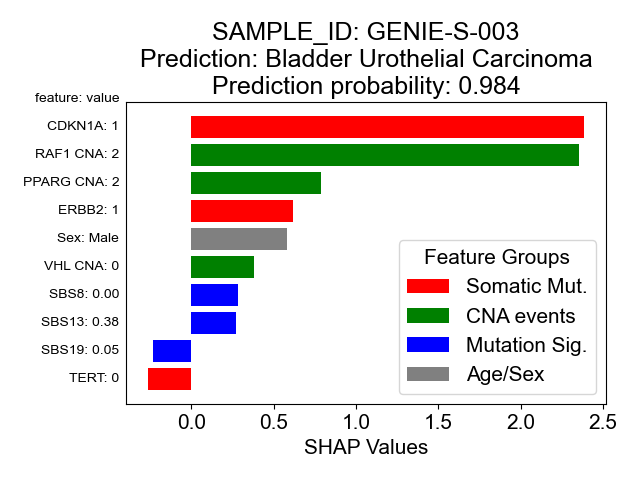 SAMPLE_ID: GENIE-S-003
Prediction: Bladder Urothelial Carcinoma
Prediction probability: 0.984
feature: value
CDKN1A: 1
RAF1 CNA: 2
PPARG CNA: 2
ERBB2: 1
Sex: Male
VHL CNA: 0
SBS8: 0.00
SBS13: 0.38
SBS19: 0.05
TERT: 0
Feature Groups
Somatic Mut.
CNA events
Mutation Sig.
Age/Sex
0.0 0.5 1.0 1.5 2.0 2.5
SHAP Values